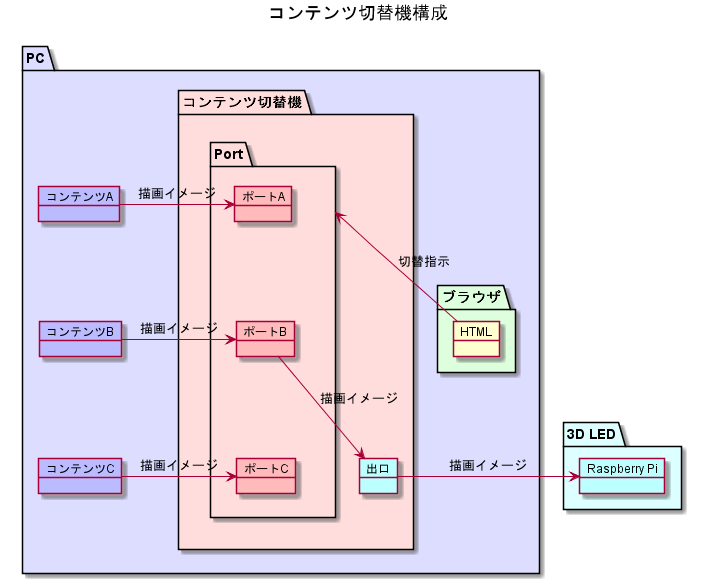 コンテンツ切替機構成
PC
コンテンツ切替機
Port
コンテンツA
描画イメージ
ポートA
切替指示
ブラウザ
HTML
コンテンツB
描画イメージ
ポートB
描画イメージ
3D LED
コンテンツC
描画イメージ
ポートC
出口
描画イメージ
Raspberry Pi